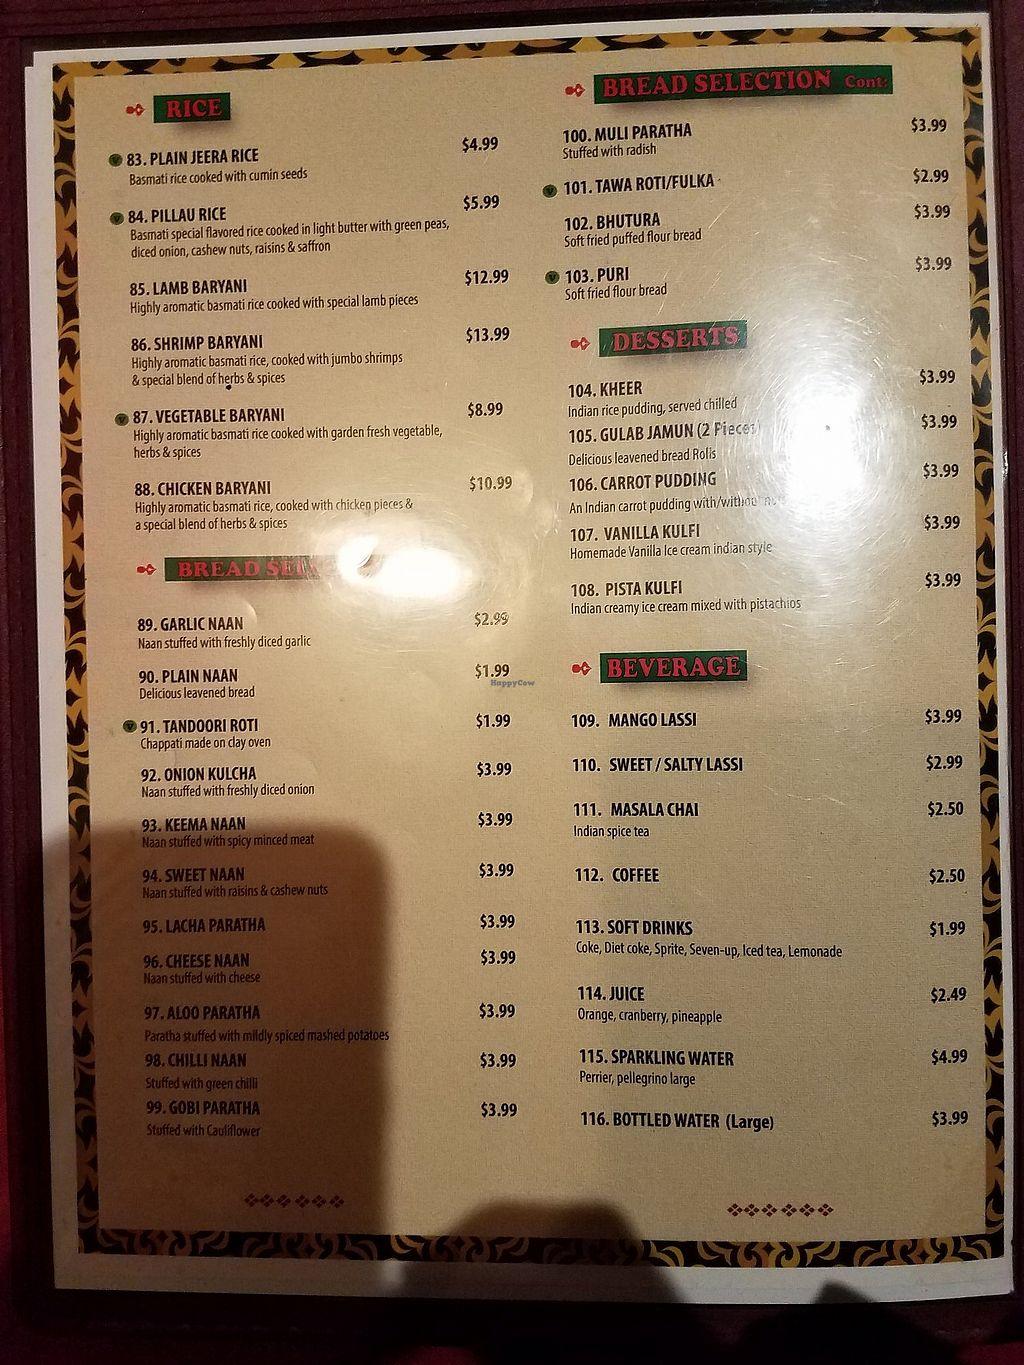 RICE
83. PLAIN JEERA RICE $4.99
Basmati rice cooked with cumin seeds
84. PILLAU RICE $5.99
Basmati special flavored rice cooked in light butter with green peas,
diced onion, cashew nuts, raisins & saffron
85. LAMB BARYANI $12.99
Highly aromatic basmati rice cooked with special lamb pieces
86. SHRIMP BARYANI $13.99
Highly aromatic basmati rice, cooked with jumbo shrimps
& special blend of herbs & spices
87. VEGETABLE BARYANI $8.99
Highly aromatic basmati rice cooked with garden fresh vegetable,
herbs & spices
88. CHICKEN BARYANI $10.99
Highly aromatic basmati rice, cooked with chicken pieces &
a special blend of herbs & spices
BREAD
89. GARLIC NAAN $2.99
Naan stuffed with freshly diced garlic
90. PLAIN NAAN $1.99
Delicious leavened bread
91. TANDOORI ROTI $1.99
Chappati made on clay oven
92. ONION KULCHA $3.99
Naan stuffed with freshly diced onion
93. KEEMA NAAN $3.99
Naan stuffed with spicy minced meat
94. SWEET NAAN $3.99
Naan stuffed with raisins & cashew nuts
95. LACHA PARATHA $3.99
96. CHEESE NAAN $3.99
Naan stuffed with cheese
97. ALOO PARATHA $3.99
Paratha stuffed with mildly spiced mashed potatoes
98. CHILLI NAAN $3.99
Stuffed with green chilli
99. GOBI PARATHA $3.99
Stuffed with Cauliflower
BREAD SELECTION Cont:
100. MULI PARATHA $3.99
Stuffed with radish
101. TAWA ROTI/FULKA $2.99
102. BHUTURA $3.99
Soft fried puffed flour bread
103. PURI $3.99
Soft fried flour bread
DESSERTS
104. KHEER $3.99
Indian rice pudding, served chilled
105. GULAB JAMUN (2 Pieces) $3.99
Delicious leavened bread Rolls
106. CARROT PUDDING $3.99
An Indian carrot pudding with/without
107. VANILLA KULFI $3.99
Homemade Vanilla Ice cream indian style
108. PISTA KULFI $3.99
Indian creamy ice cream mixed with pistachios
BEVERAGE
109. MANGO LASSI $3.99
110. SWEET / SALTY LASSI $2.99
111. MASALA CHAI $2.50
Indian spice tea
112. COFFEE $2.50
113. SOFT DRINKS $1.99
Coke, Diet coke, Sprite, Seven-up, Iced tea, Lemonade
114. JUICE $2.49
Orange, cranberry, pineapple
115. SPARKLING WATER $4.99
Perrier, pellegrino large
116. BOTTLED WATER (Large) $3.99
HappyCow